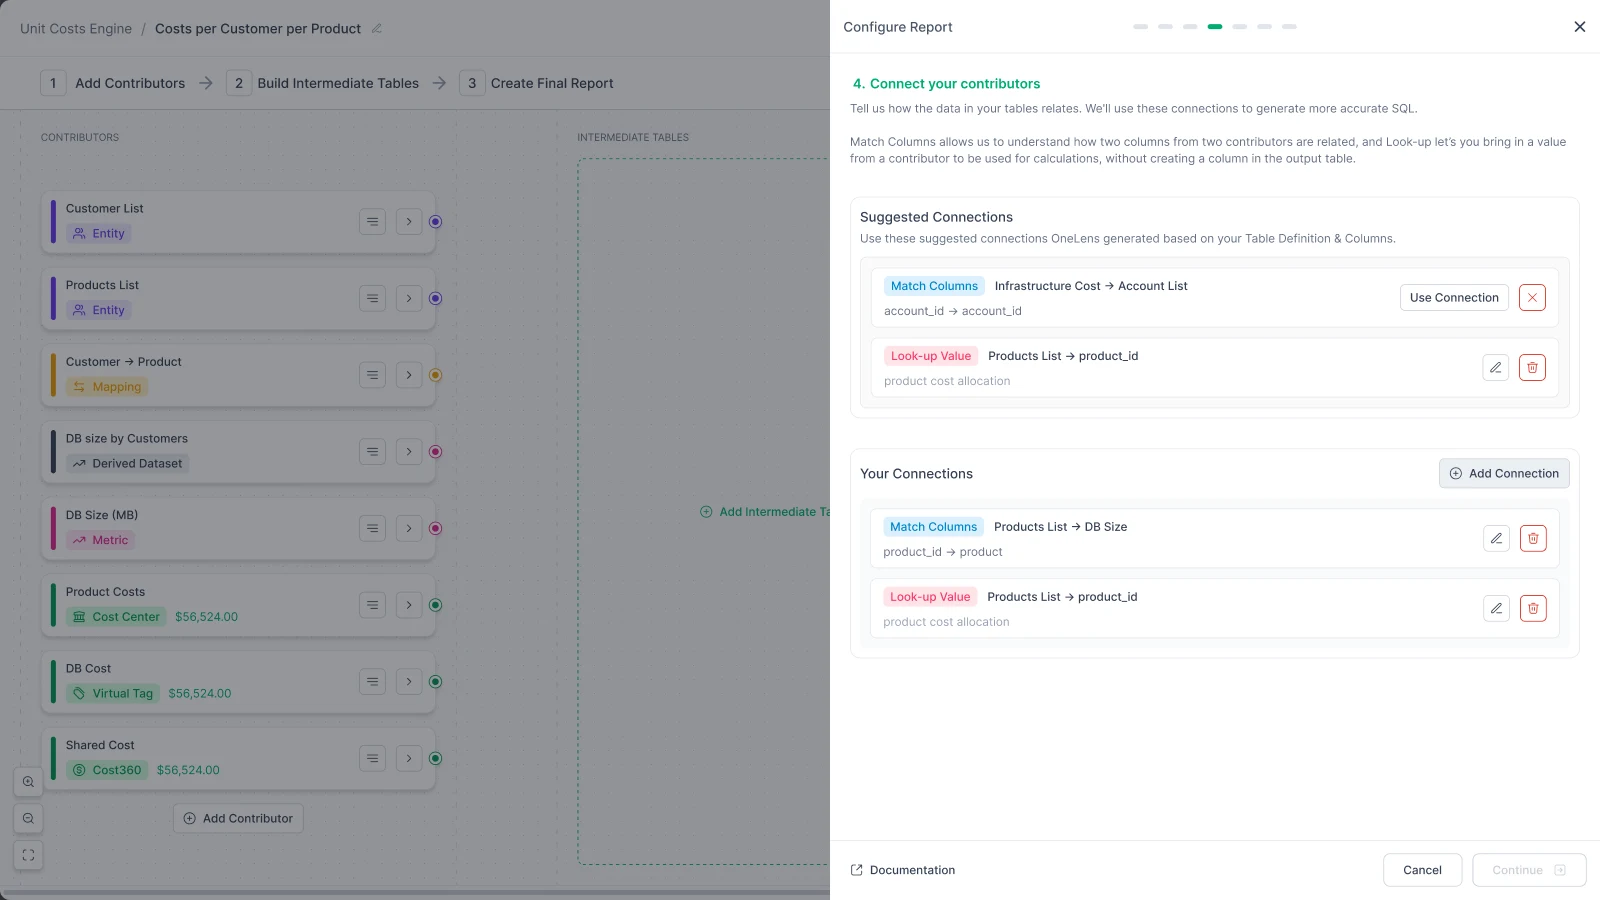 Unit Costs Engine / Costs per Customer per Product
1 Add Contributors → 2 Build Intermediate Tables → 3 Create Final Report
CONTRIBUTORS
Customer List
Entity
Products List
Entity
Customer → Product
Mapping
DB size by Customers
Derived Dataset
DB Size (MB)
Metric
Product Costs
Cost Center $56,524.00
DB Cost
Virtual Tag $56,524.00
Shared Cost
Cost360 $56,524.00
Add Contributor
INTERMEDIATE TABLES
Add Intermediate Ta
Configure Report
4. Connect your contributors
Tell us how the data in your tables relates. We'll use these connections to generate more accurate SQL.
Match Columns allows us to understand how two columns from two contributors are related, and Look-up let's you bring in a value
from a contributor to be used for calculations, without creating a column in the output table.
Suggested Connections
Use these suggested connections OneLens generated based on your Table Definition & Columns.
Match Columns Infrastructure Cost → Account List
account_id → account_id
Use Connection
Look-up Value Products List → product_id
product cost allocation
Your Connections
Add Connection
Match Columns Products List → DB Size
product_id → product
Look-up Value Products List → product_id
product cost allocation
Documentation
Cancel
Continue